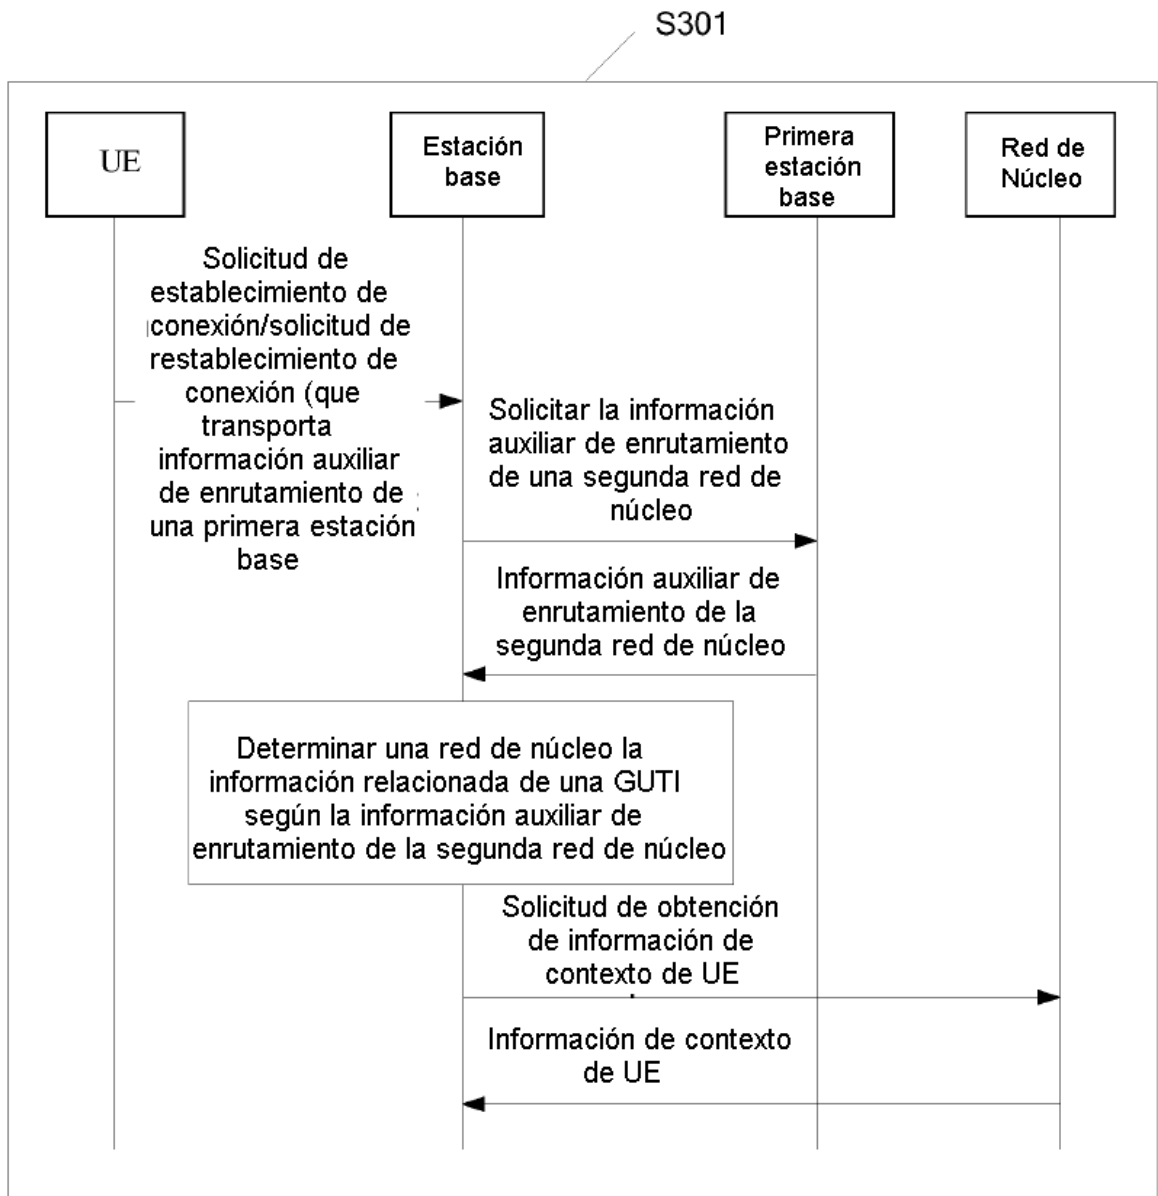 S301
UE
Estación
base
Primera
estación
base
Red de
Núcleo
Solicitud de
establecimiento de
conexión/solicitud de
restablecimiento de
conexión (que
transporta
información auxiliar
de enrutamiento de
una primera estación
base
Solicitar la información
auxiliar de enrutamiento
de una segunda red de
núcleo
Información auxiliar de
enrutamiento de la
segunda red de núcleo
Determinar una red de núcleo la
información relacionada de una GUTI
según la información auxiliar de
enrutamiento de la segunda red de núcleo
Solicitud de obtención
de información de
contexto de UE
Información de contexto
de UE